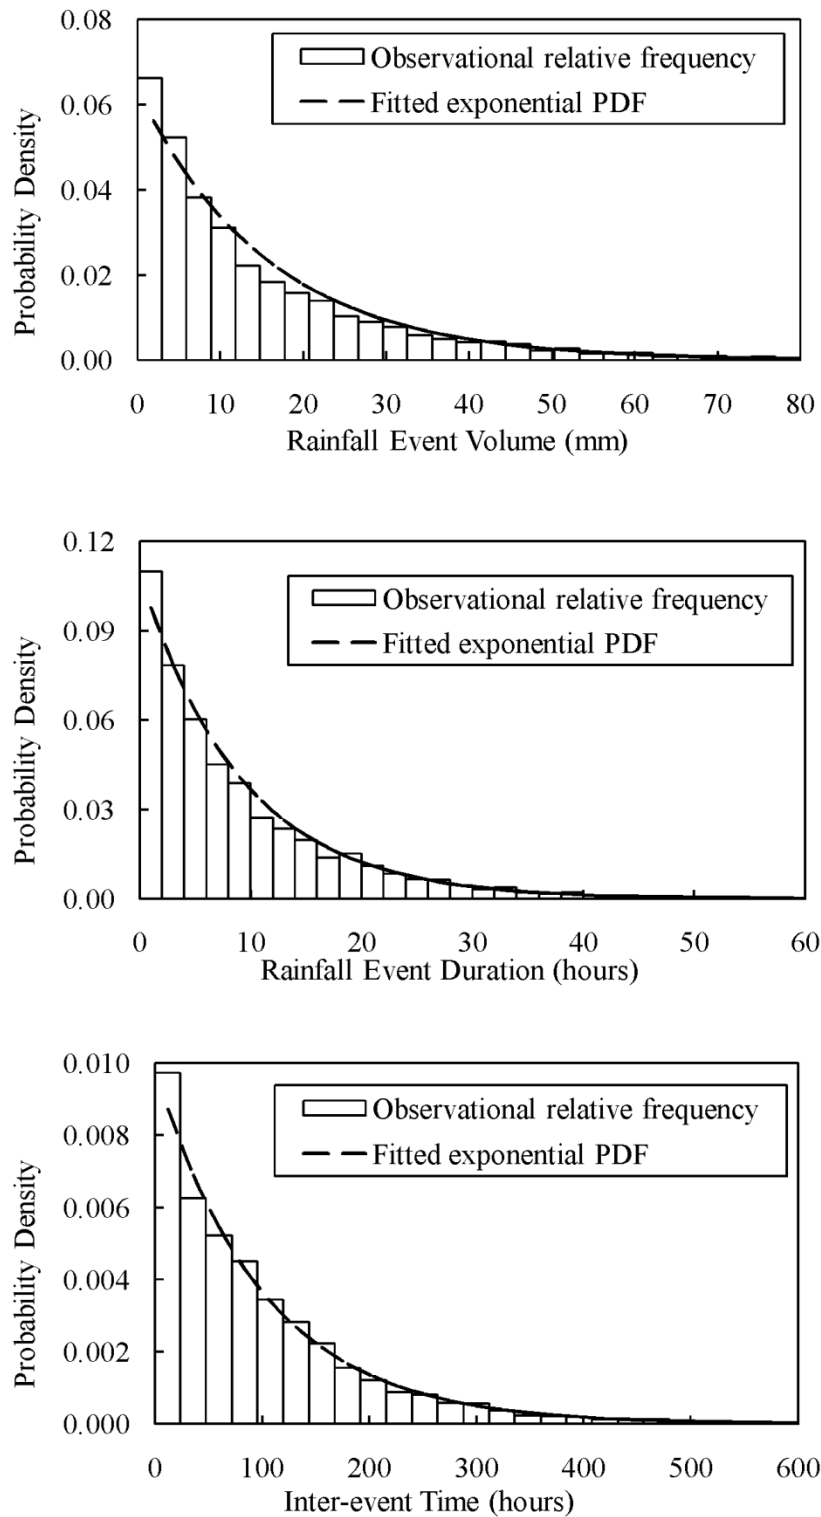 0.08
Observational relative frequency
Fitted exponential PDF
0.06
0.04
0.02
0.00
Probability Density
0 10 20 30 40 50 60 70 80
Rainfall Event Volume (mm)
0.12
Observational relative frequency
Fitted exponential PDF
0.09
0.06
0.03
0.00
Probability Density
0 10 20 30 40 50 60
Rainfall Event Duration (hours)
0.010
Observational relative frequency
Fitted exponential PDF
0.008
0.006
0.004
0.002
0.000
Probability Density
0 100 200 300 400 500 600
Inter-event Time (hours)